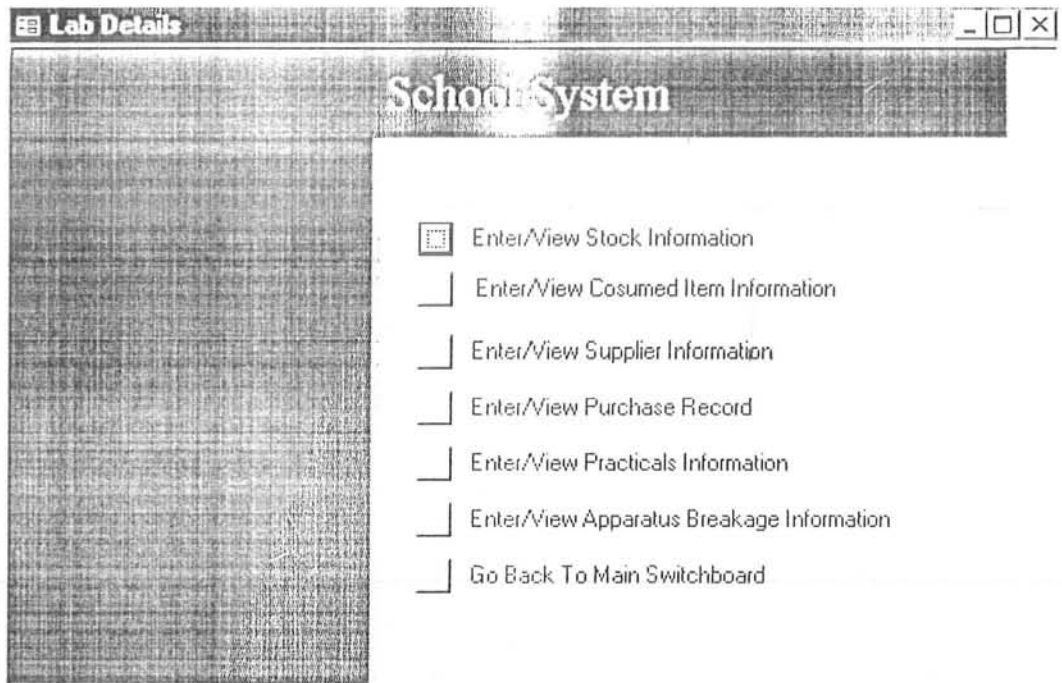 Lab Details
School System
Enter/View Stock Information
Enter/View Cosumed Item Information
Enter/View Supplier Information
Enter/View Purchase Record
Enter/View Practicals Information
Enter/View Apparatus Breakage Information
Go Back To Main Switchboard